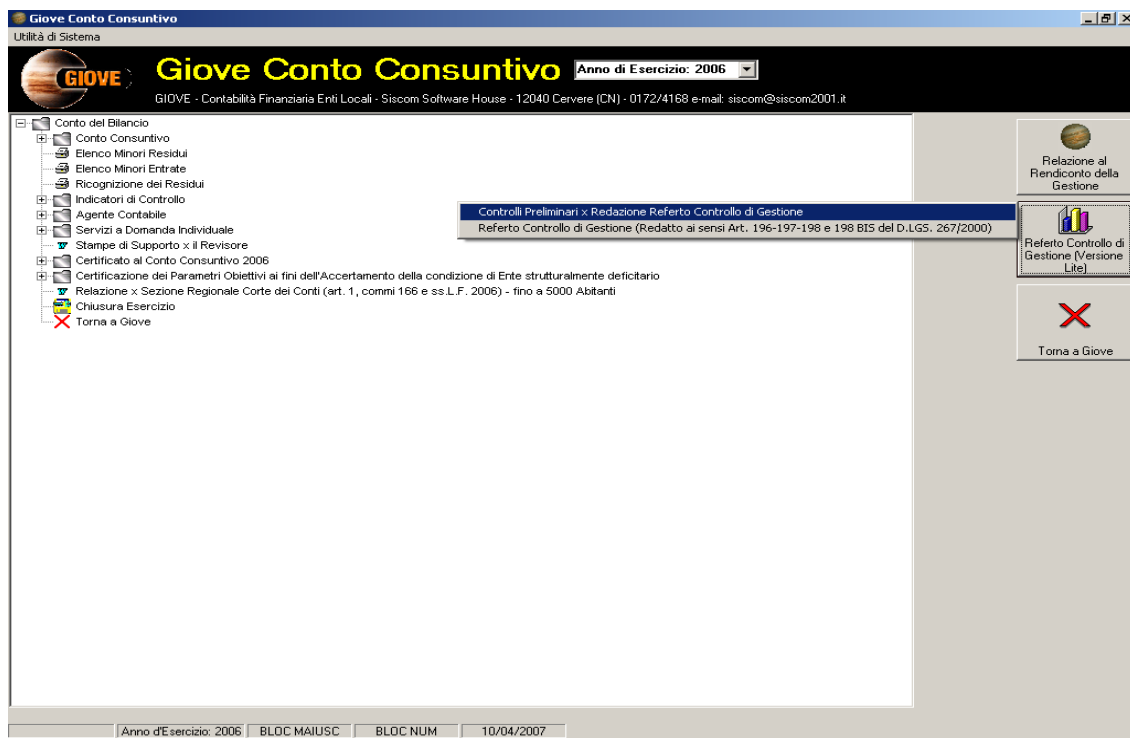 Giove Conto Consuntivo
Utilità di Sistema
GIOVE
Giove Conto Consuntivo
Anno di Esercizio: 2006
GIOVE - Contabilità Finanziaria Enti Locali - Siscom Software House - 12040 Cervere (CN) - 0172/4168 e-mail: siscom@siscom2001.it
Conto del Bilancio
Conto Consuntivo
Elenco Minori Residui
Elenco Minori Entrate
Ricognizione dei Residui
Indicatori di Controllo
Agente Contabile
Servizi a Domanda Individuale
Stampe di Supporto x il Revisore
Certificato al Conto Consuntivo 2006
Certificazione dei Parametri Obiettivi ai fini dell'Accertamento della condizione di Ente strutturalmente deficitario
Relazione x Sezione Regionale Corte dei Conti (art. 1, commi 166 e ss.L.F. 2006) - fino a 5000 Abitanti
Chiusura Esercizio
Torna a Giove
Controlli Preliminari x Redazione Referto Controllo di Gestione
Referto Controllo di Gestione (Redatto ai sensi Art. 196-197-198 e 198 BIS del D.LGS. 267/2000)
Relazione al
Rendiconto della
Gestione
Referto Controllo di
Gestione (Versione
Lite)
Torna a Giove
Anno d'Esercizio: 2006
BLOC MAIUSC
BLOC NUM
10/04/2007